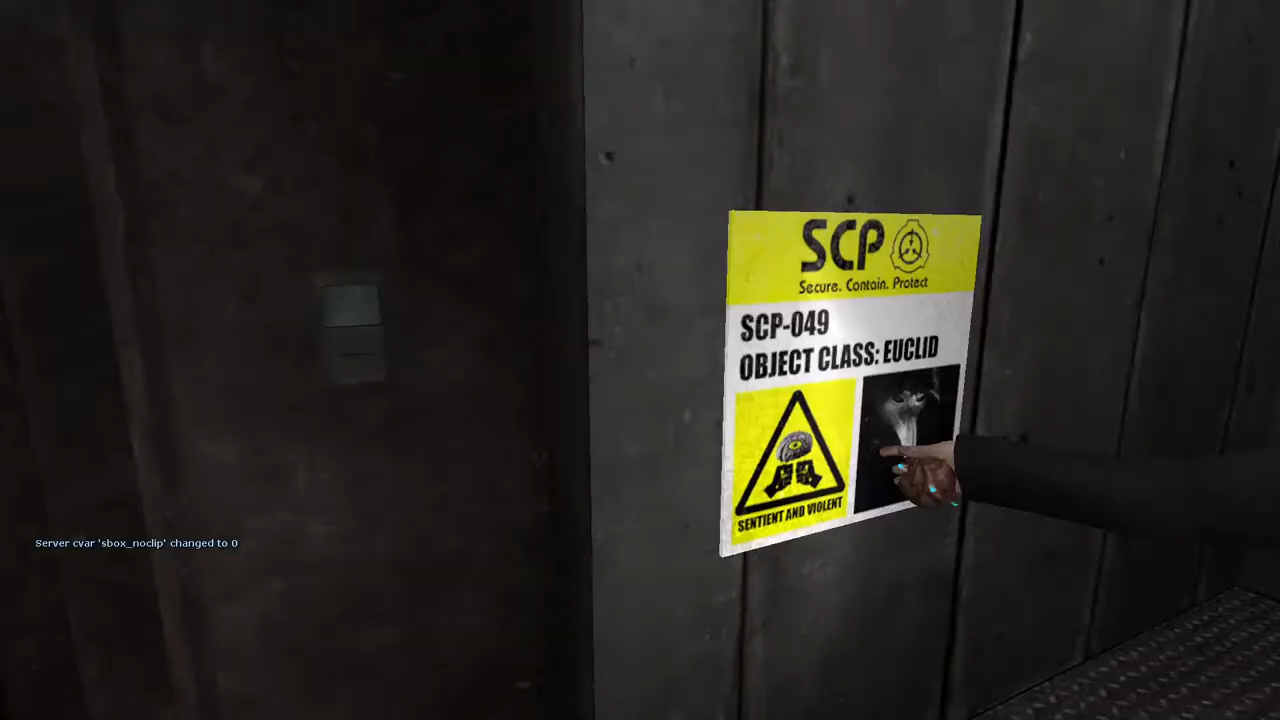 SCP
Secure. Contain. Protect
SCP-049
OBJECT CLASS: EUCLID
SENTIENT AND VIOLENT
Server cvar 'sbox_noclip' changed to 0